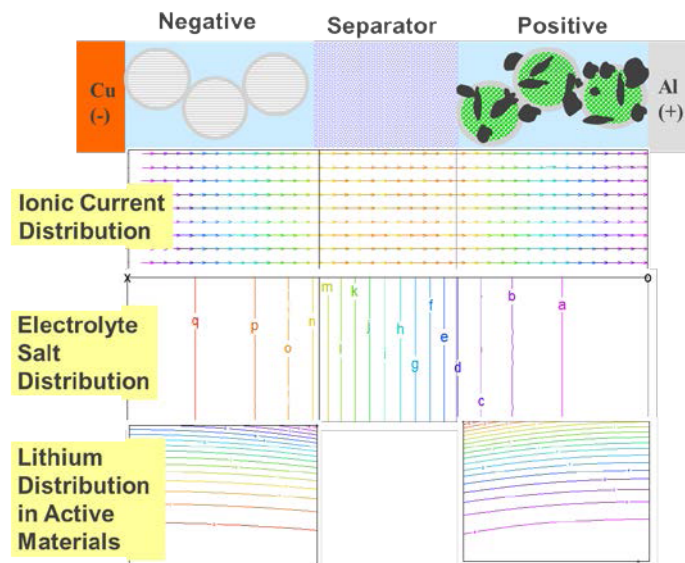 Negative Separator Positive
Cu
(-)
Al
(+)
Ionic Current
Distribution
x
o
Electrolyte
Salt
Distribution
q
p
o
n
m
l
k
j
i
h
g
f
e
d
c
b
a
Lithium
Distribution
in Active
Materials